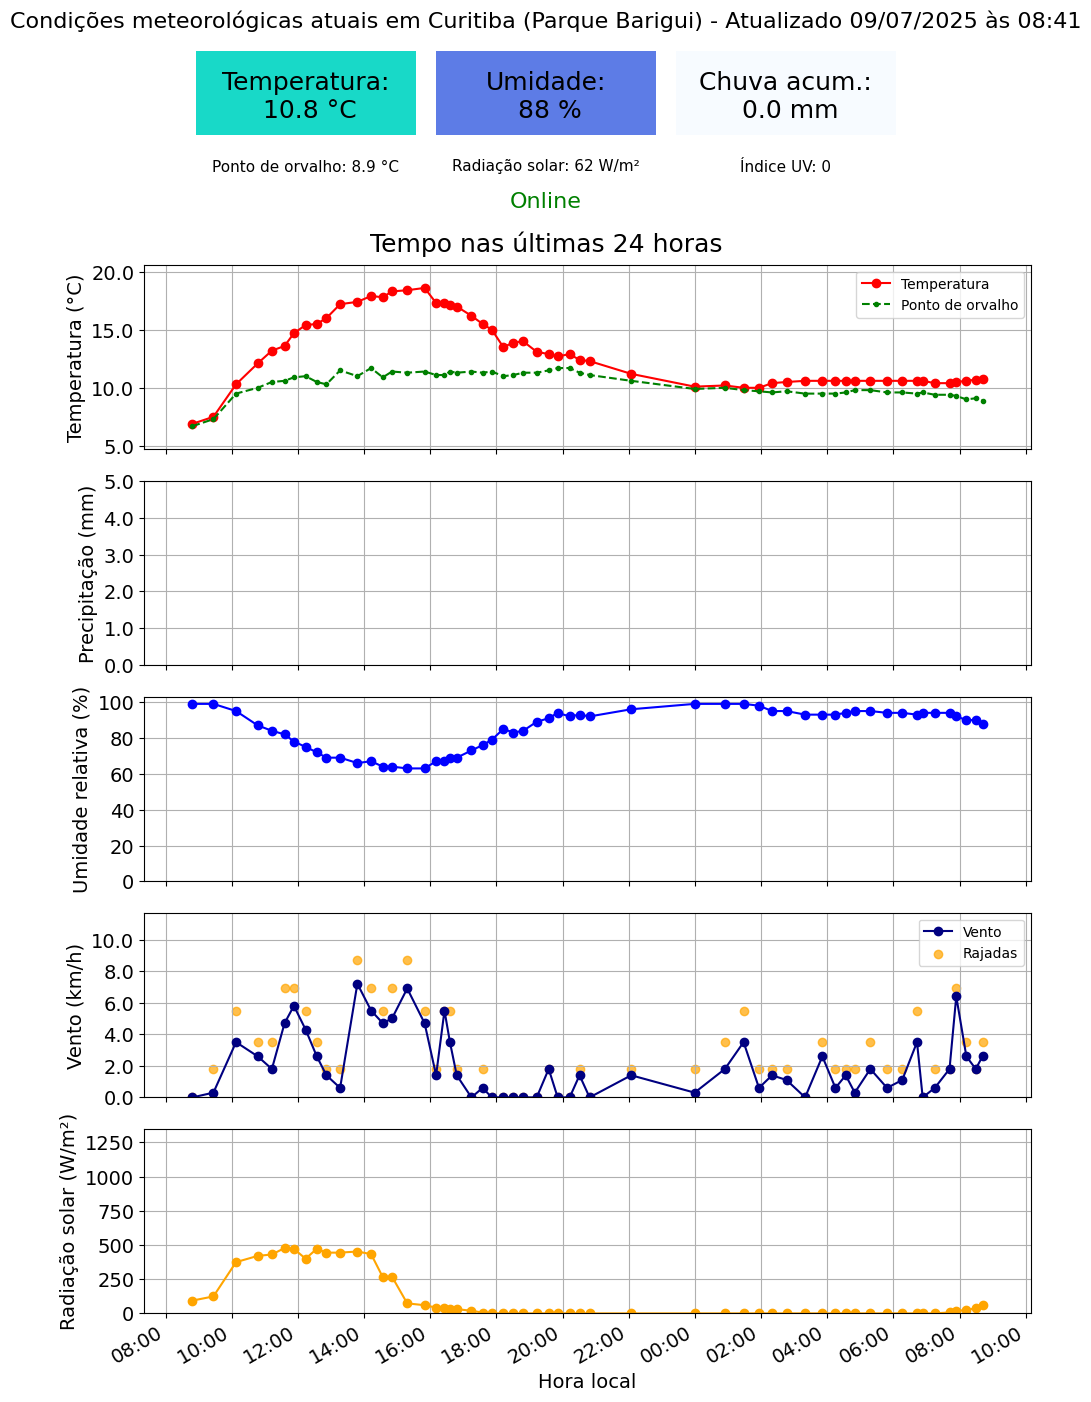 Condições meteorológicas atuais em Curitiba (Parque Barigui) - Atualizado 09/07/2025 às 08:41
Temperatura:
10.8 °C
Umidade:
88 %
Chuva acum.:
0.0 mm
Ponto de orvalho: 8.9 °C
Radiação solar: 62 W/m²
Índice UV: 0
Online
Tempo nas últimas 24 horas
Temperatura (°C)
20.0
15.0
10.0
5.0
Temperatura
Ponto de orvalho
Precipitação (mm)
5.0
4.0
3.0
2.0
1.0
0.0
Umidade relativa (%)
100
80
60
40
20
0
Vento (km/h)
10.0
8.0
6.0
4.0
2.0
0.0
Vento
Rajadas
Radiação solar (W/m²)
1250
1000
750
500
250
0
08:00
10:00
12:00
14:00
16:00
18:00
20:00
22:00
00:00
02:00
04:00
06:00
08:00
10:00
Hora local